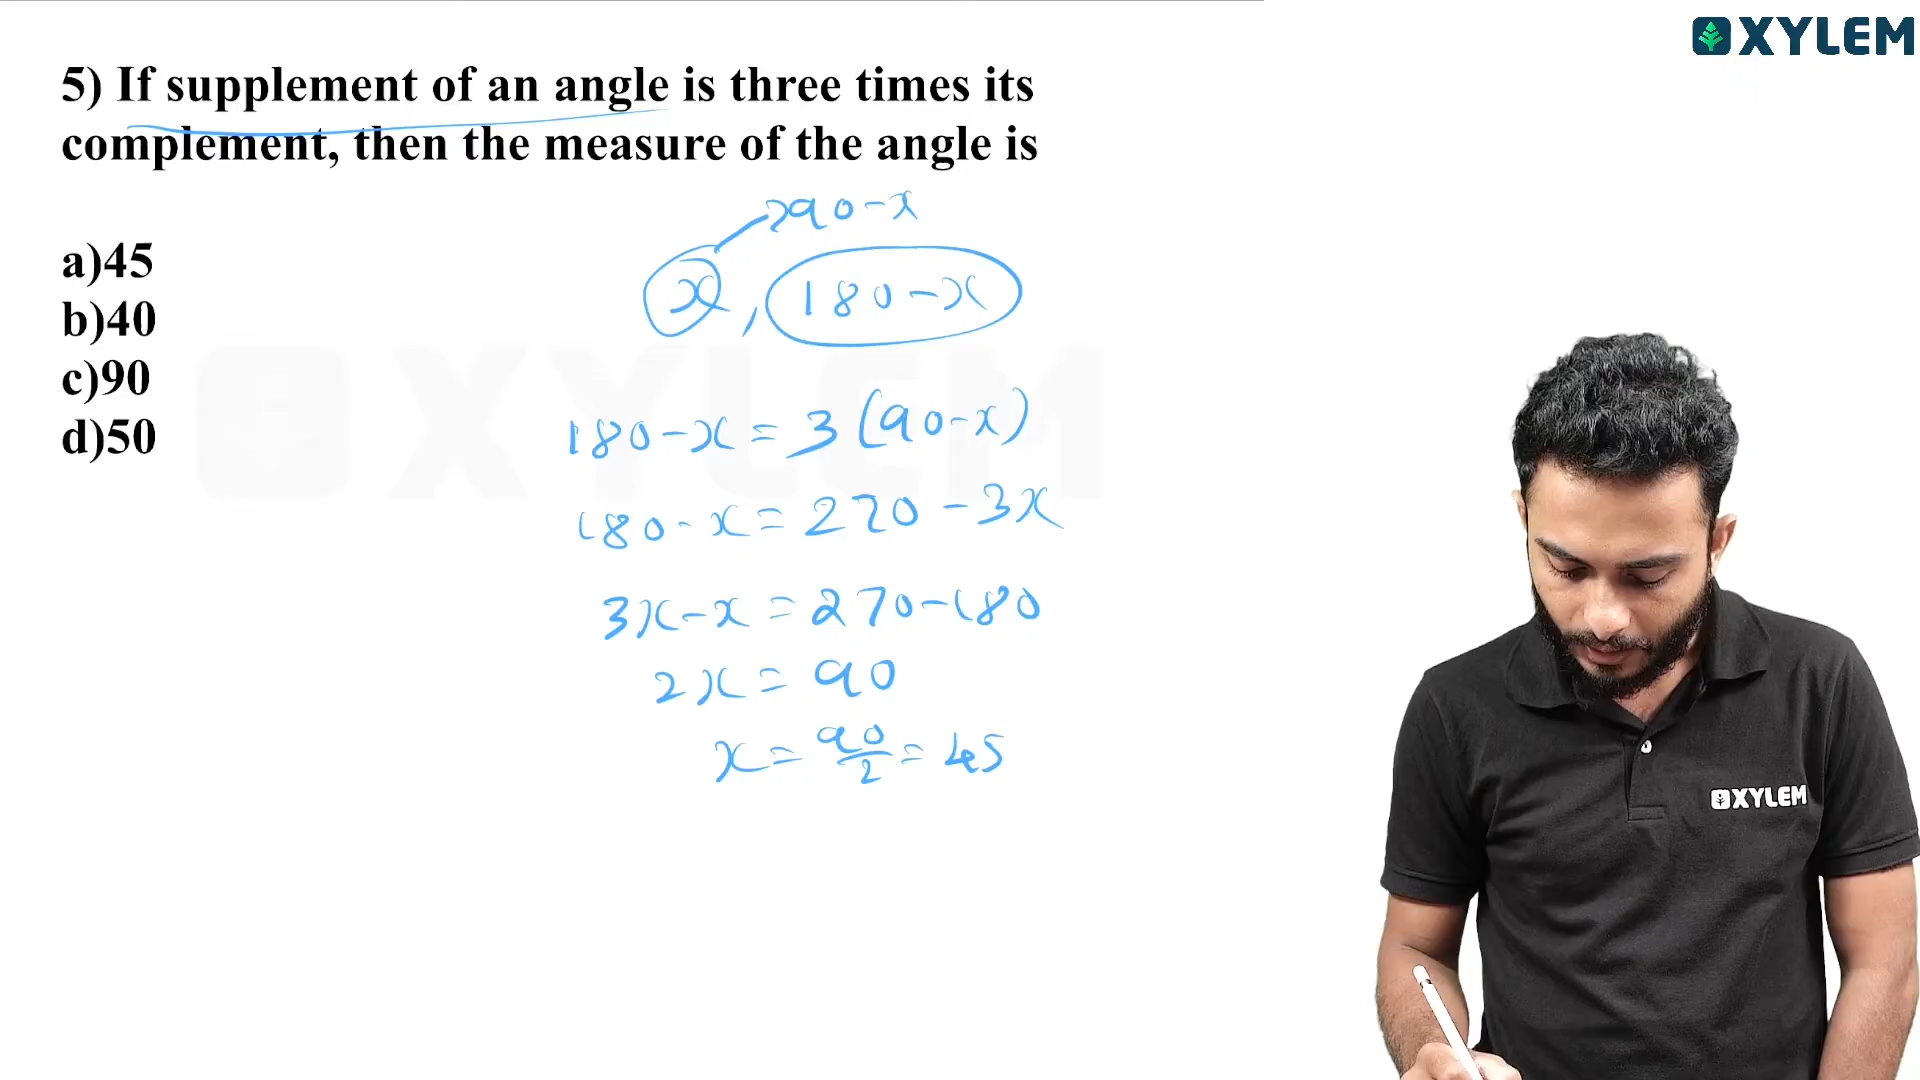 XYLEM
5) If supplement of an angle is three times its
complement, then the measure of the angle is
a)45
b)40
c)90
d)50
90-x
x, 180-x
180-x = 3(90-x)
180-x = 270-3x
3x-x = 270-180
2x = 90
x = 90/2 = 45
XYLEM
XYLEM